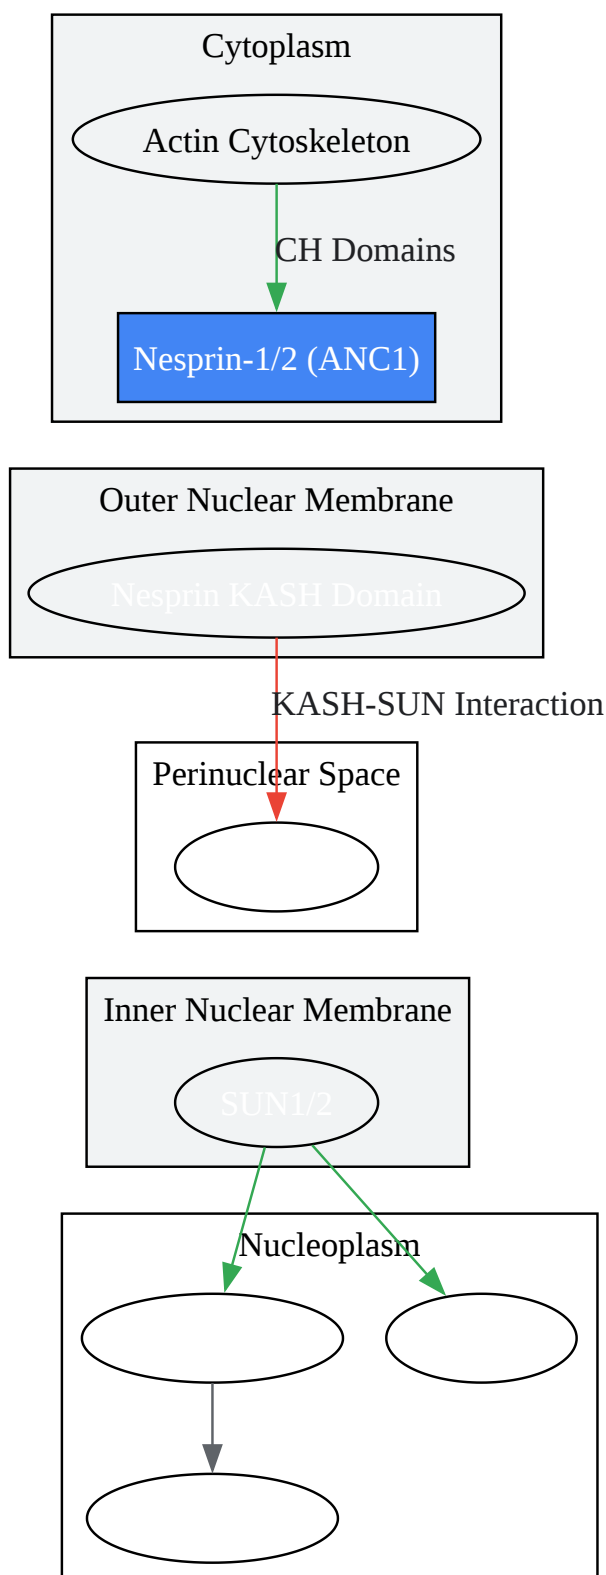 Cytoplasm
Actin Cytoskeleton
CH Domains
Nesprin-1/2 (ANC1)
Outer Nuclear Membrane
Nesprin KASH Domain
KASH-SUN Interaction
Perinuclear Space
Inner Nuclear Membrane
SUN1/2
Nucleoplasm